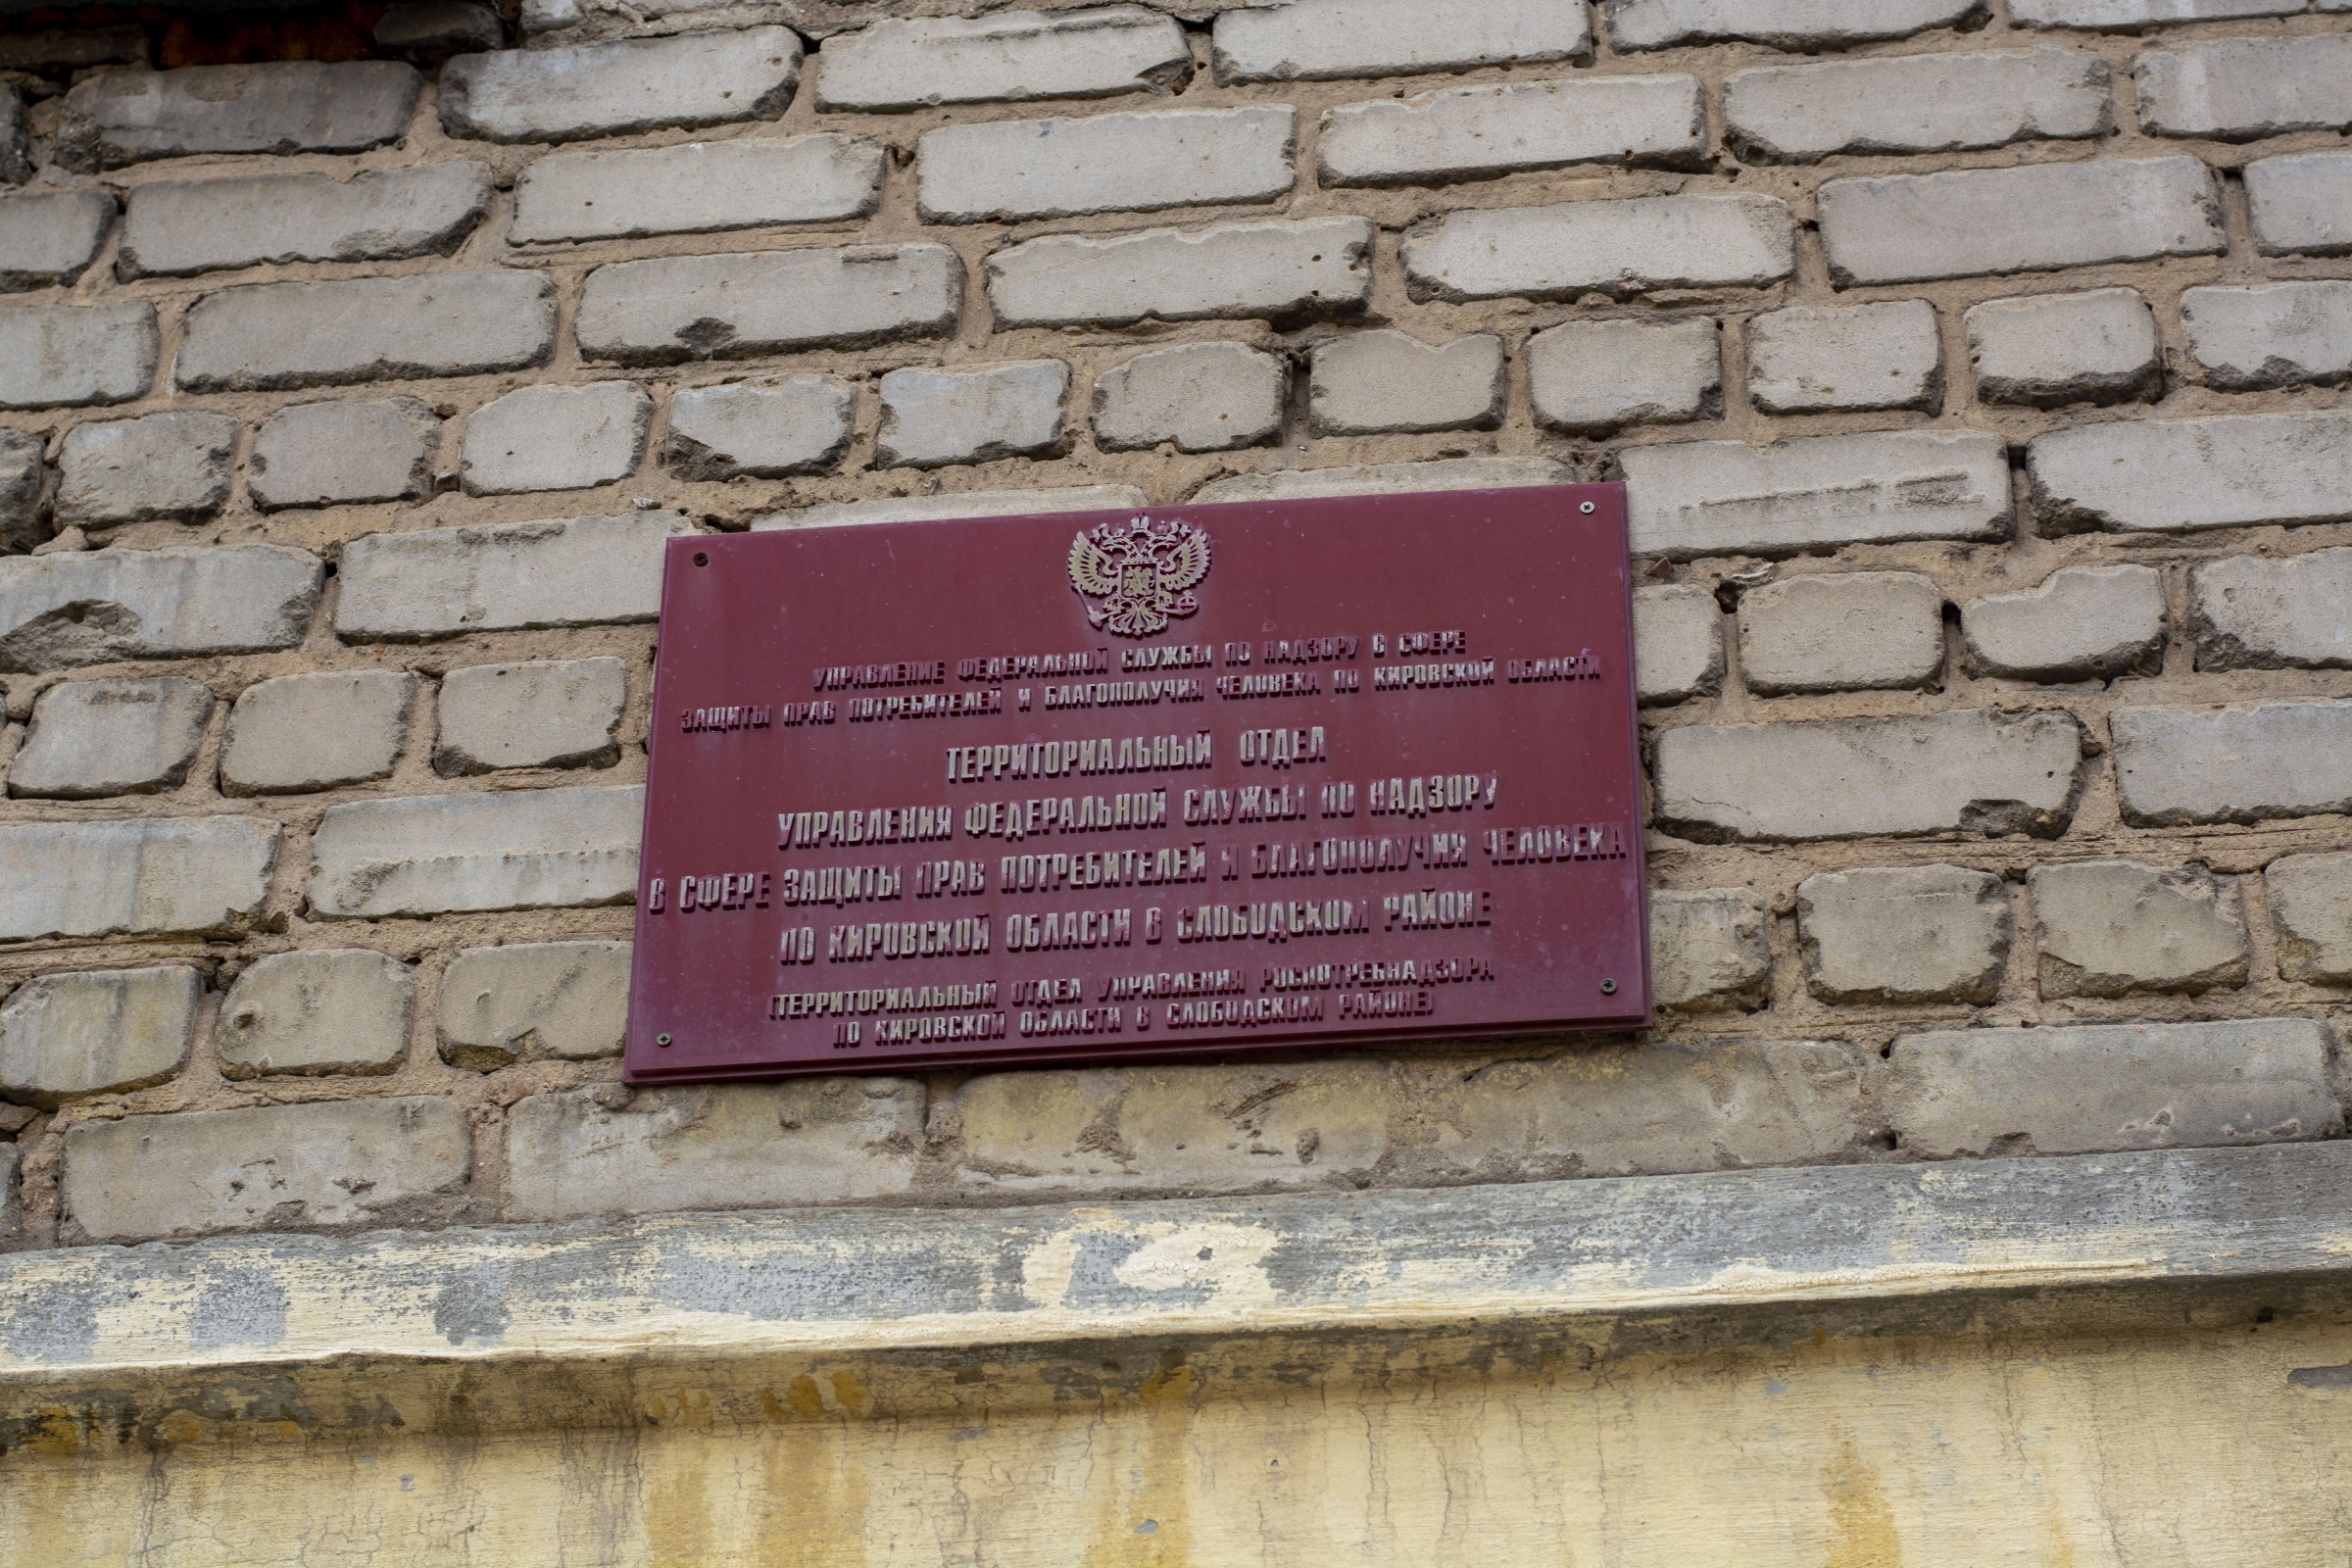 УПРАВЛЕНИЕ ФЕДЕРАЛЬНОЙ СЛУЖБЫ ПО НАДЗОРУ В СФЕРЕ
ЗАЩИТЫ ПРАВ ПОТРЕБИТЕЛЕЙ И БЛАГОПОЛУЧИЯ ЧЕЛОВЕКА ПО КИРОВСКОЙ ОБЛАСТИ
ТЕРРИТОРИАЛЬНЫЙ ОТДЕЛ
УПРАВЛЕНИЯ ФЕДЕРАЛЬНОЙ СЛУЖБЫ ПО НАДЗОРУ
В СФЕРЕ ЗАЩИТЫ ПРАВ ПОТРЕБИТЕЛЕЙ И БЛАГОПОЛУЧИЯ ЧЕЛОВЕКА
ПО КИРОВСКОЙ ОБЛАСТИ В СЛОБОДСКОМ РАЙОНЕ
(ТЕРРИТОРИАЛЬНЫЙ ОТДЕЛ УПРАВЛЕНИЯ РОСПОТРЕБНАДЗОРА
ПО КИРОВСКОЙ ОБЛАСТИ В СЛОБОДСКОМ РАЙОНЕ)